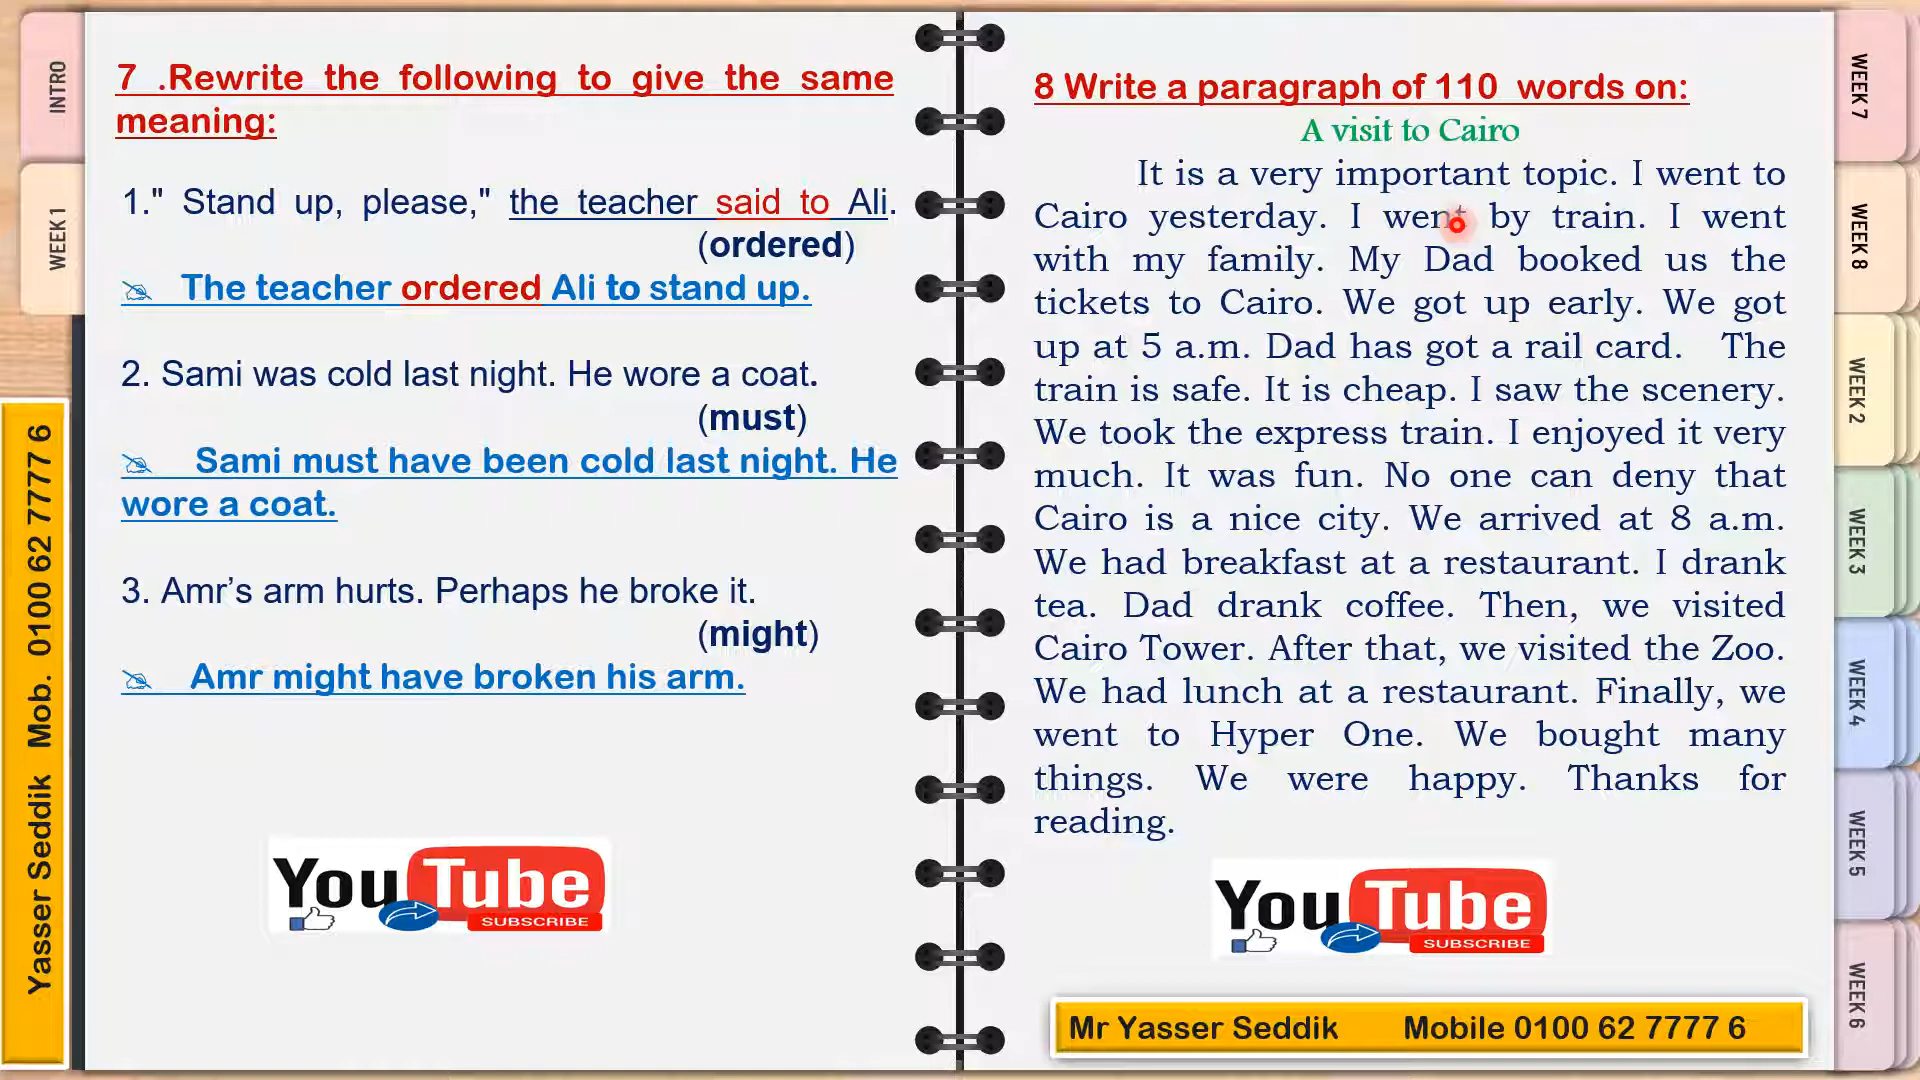 INTRO
WEEK 1
Yasser Seddik Mob. 0100 62 7777 6
7 .Rewrite the following to give the same
meaning:
1." Stand up, please," the teacher said to Ali.
(ordered)
The teacher ordered Ali to stand up.
2. Sami was cold last night. He wore a coat.
(must)
Sami must have been cold last night. He
wore a coat.
3. Amr’s arm hurts. Perhaps he broke it.
(might)
Amr might have broken his arm.
YouTube
SUBSCRIBE
8 Write a paragraph of 110 words on:
A visit to Cairo
It is a very important topic. I went to
Cairo yesterday. I went by train. I went
with my family. My Dad booked us the
tickets to Cairo. We got up early. We got
up at 5 a.m. Dad has got a rail card. The
train is safe. It is cheap. I saw the scenery.
We took the express train. I enjoyed it very
much. It was fun. No one can deny that
Cairo is a nice city. We arrived at 8 a.m.
We had breakfast at a restaurant. I drank
tea. Dad drank coffee. Then, we visited
Cairo Tower. After that, we visited the Zoo.
We had lunch at a restaurant. Finally, we
went to Hyper One. We bought many
things. We were happy. Thanks for
reading.
YouTube
SUBSCRIBE
Mr Yasser Seddik Mobile 0100 62 7777 6
WEEK 7
WEEK 8
WEEK 2
WEEK 3
WEEK 4
WEEK 5
WEEK 6